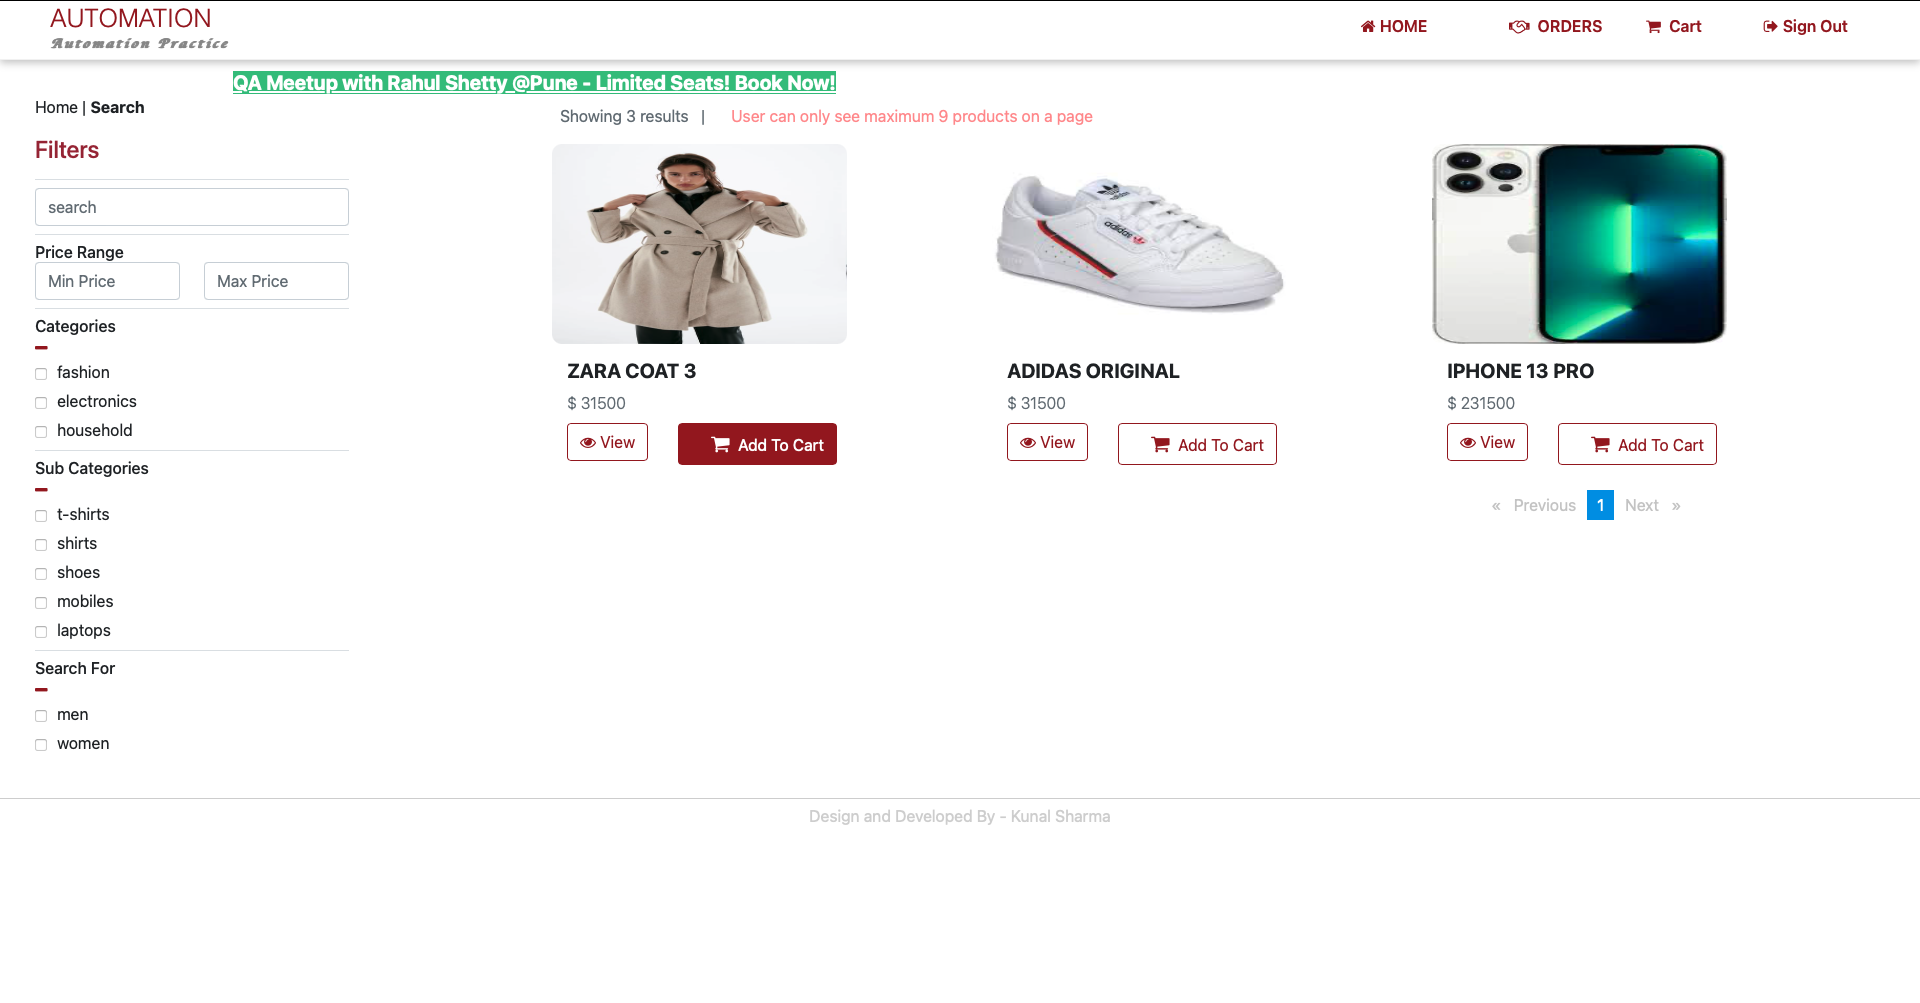 AUTOMATION
Automation Practice
HOME
ORDERS
Cart
Sign Out
QA Meetup with Rahul Shetty @Pune - Limited Seats! Book Now!
Home | Search
Showing 3 results |
User can only see maximum 9 products on a page
Filters
search
Price Range
Min Price
Max Price
Categories
fashion
electronics
household
Sub Categories
t-shirts
shirts
shoes
mobiles
laptops
Search For
men
women
ZARA COAT 3
$ 31500
View
Add To Cart
adidas
adidas
ADIDAS ORIGINAL
$ 31500
View
Add To Cart
IPHONE 13 PRO
$ 231500
View
Add To Cart
« Previous 1 Next »
Design and Developed By - Kunal Sharma